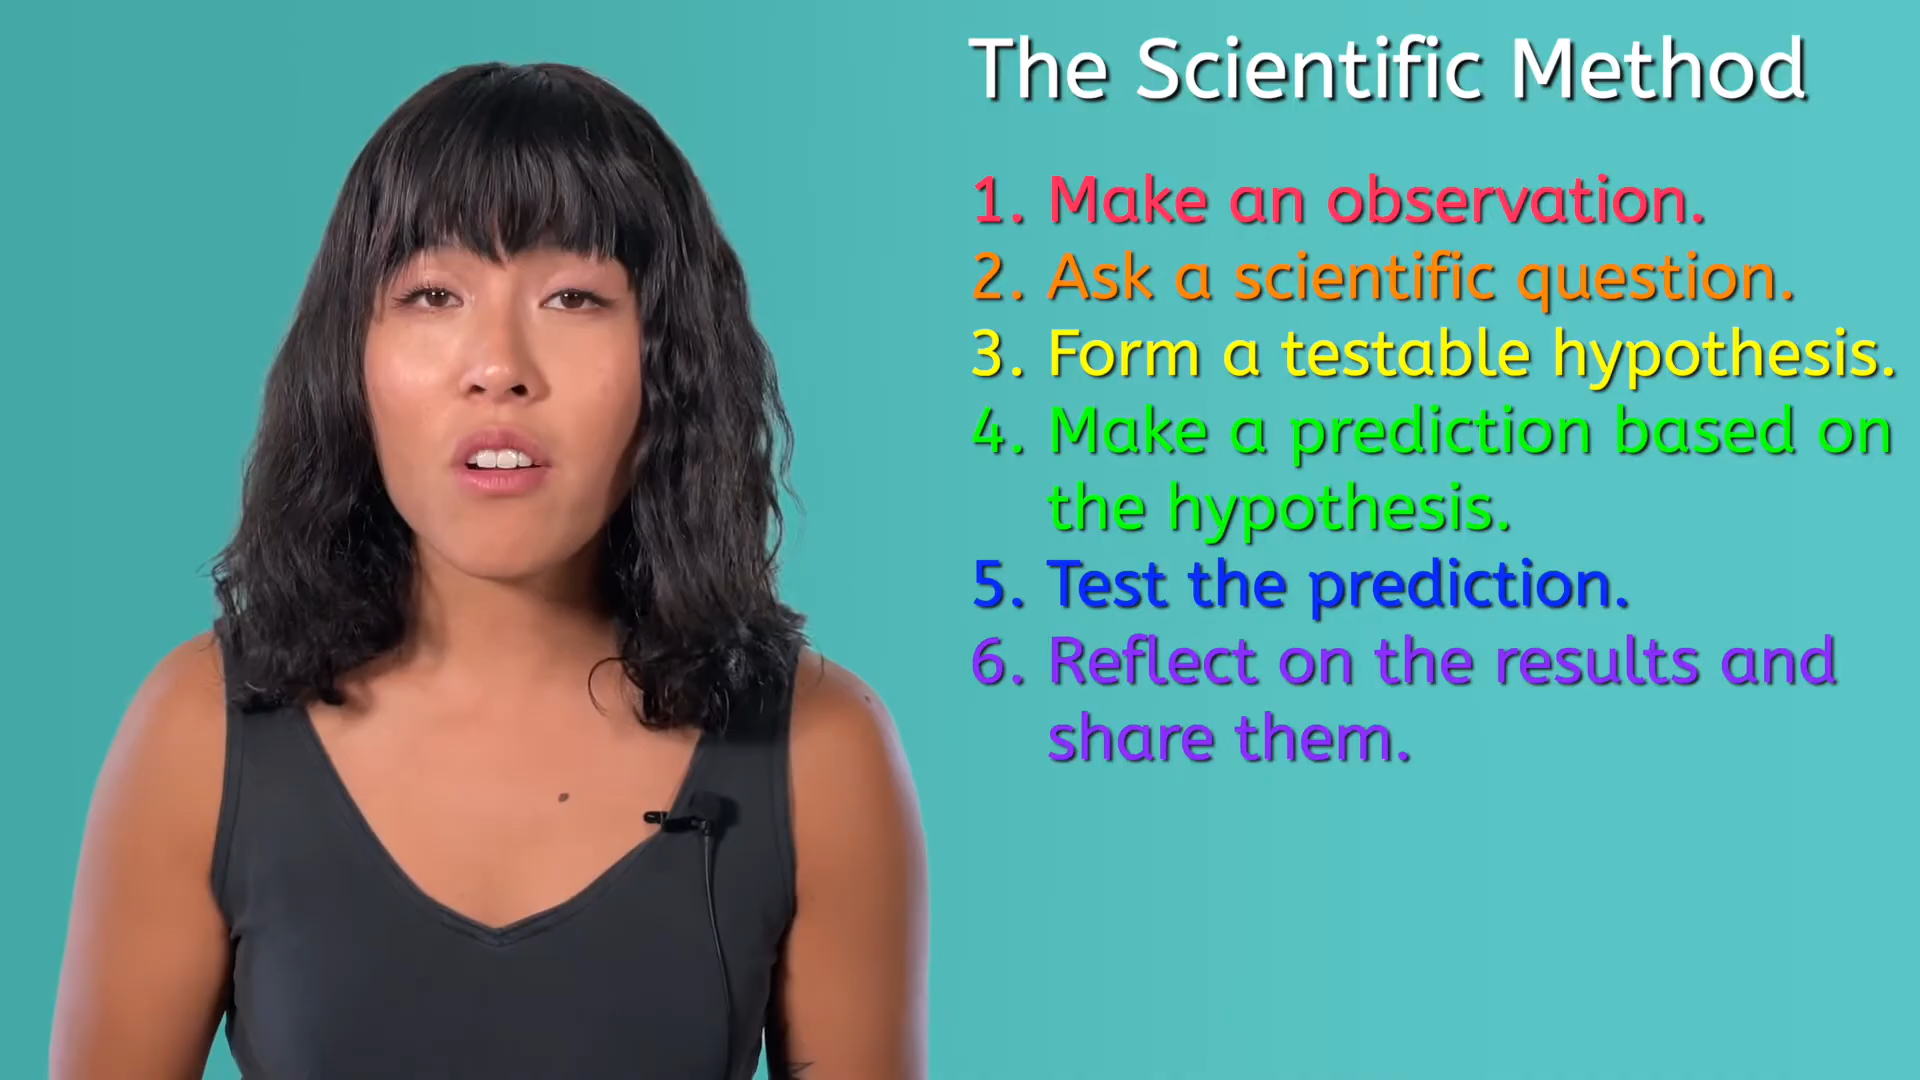 The Scientific Method
1. Make an observation.
2. Ask a scientific question.
3. Form a testable hypothesis.
4. Make a prediction based on
the hypothesis.
5. Test the prediction.
6. Reflect on the results and
share them.